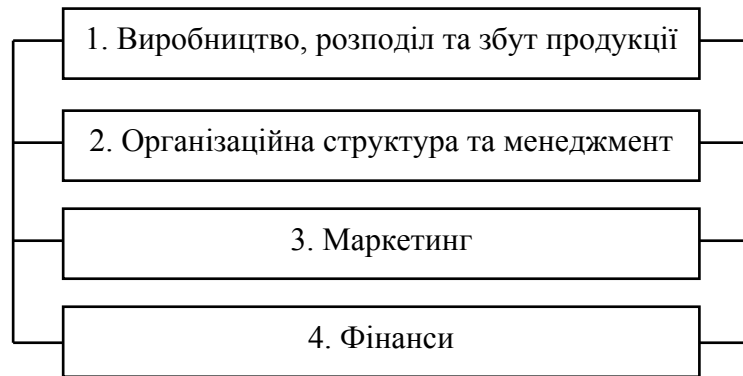 1. Виробництво, розподіл та збут продукції
2. Організаційна структура та менеджмент
3. Маркетинг
4. Фінанси